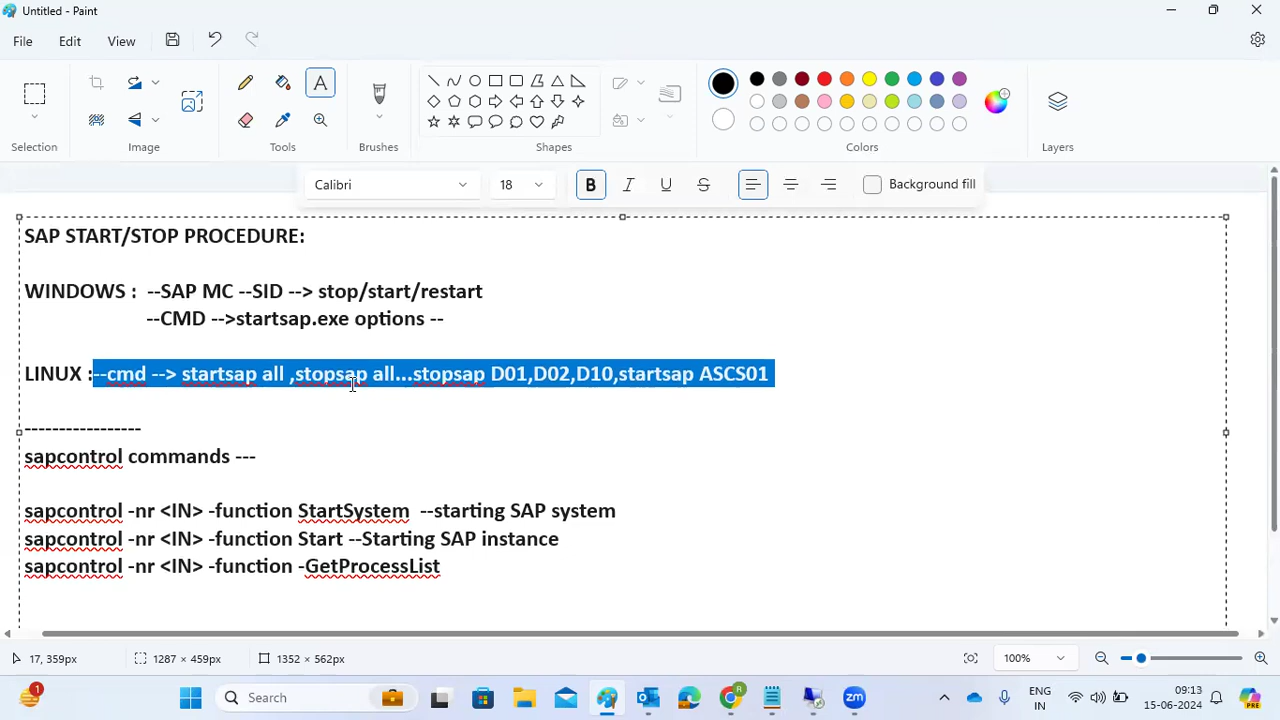 Untitled - Paint
File Edit View
Selection Image Tools Brushes Shapes Colors Layers
Calibri 18 B I U S Background fill
SAP START/STOP PROCEDURE:
WINDOWS : --SAP MC --SID --> stop/start/restart
--CMD -->startsap.exe options --
LINUX :--cmd --> startsap all ,stopsap all...stopsap D01,D02,D10,startsap ASCS01
-----------------
sapcontrol commands ---
sapcontrol -nr <IN> -function StartSystem --starting SAP system
sapcontrol -nr <IN> -function Start --Starting SAP instance
sapcontrol -nr <IN> -function -GetProcessList
17, 359px 1287 × 459px 1352 × 562px 100%
1 Search ENG 09:13
IN 15-06-2024 PRE